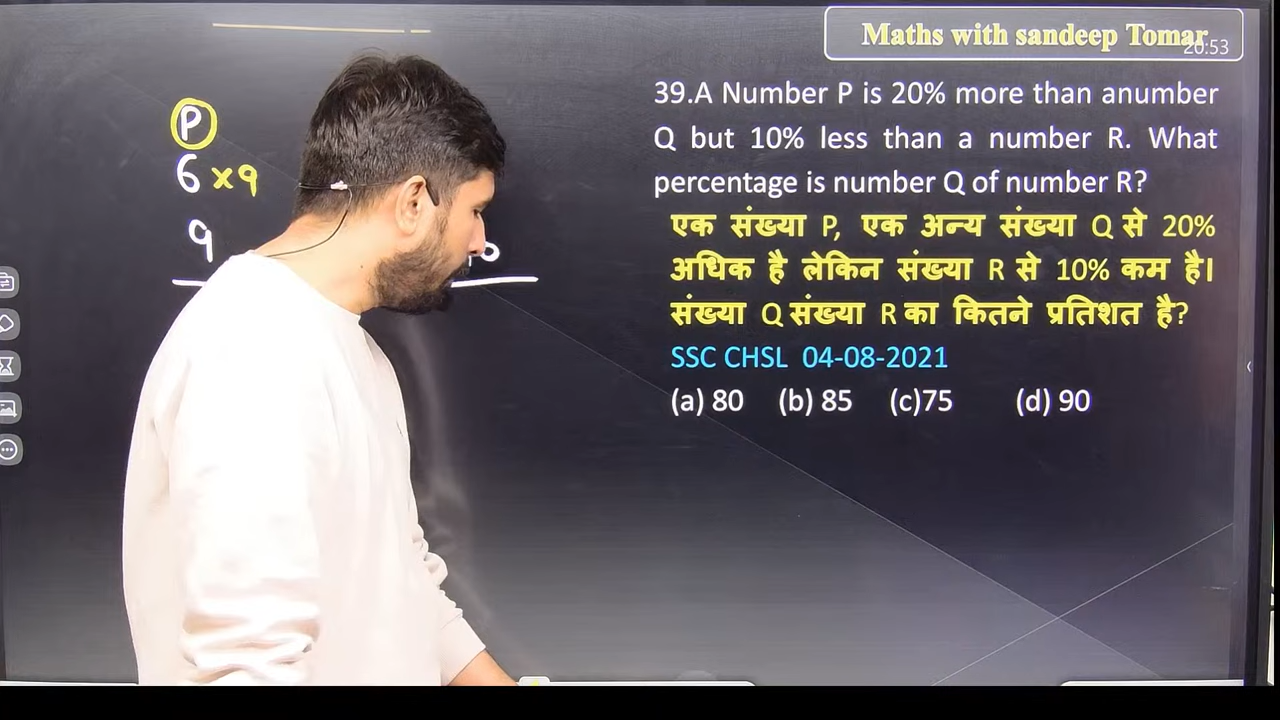 Maths with sandeep Tomar
20:53
P
6 × 9
9
39.A Number P is 20% more than anumber
Q but 10% less than a number R. What
percentage is number Q of number R?
एक संख्या P, एक अन्य संख्या Q से 20%
अधिक है लेकिन संख्या R से 10% कम है।
संख्या Q संख्या R का कितने प्रतिशत है?
SSC CHSL 04-08-2021
(a) 80 (b) 85 (c)75 (d) 90